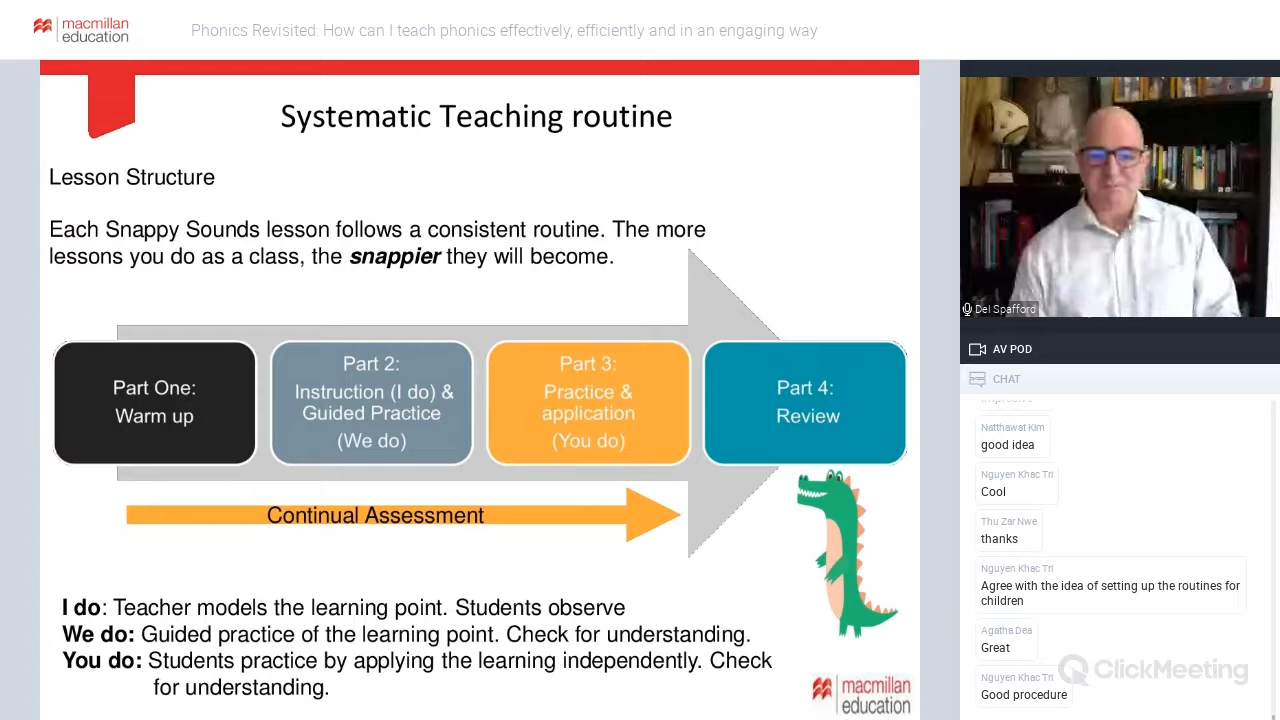 macmillan
education
Phonics Revisited: How can I teach phonics effectively, efficiently and in an engaging way
Systematic Teaching routine
Lesson Structure
Each Snappy Sounds lesson follows a consistent routine. The more
lessons you do as a class, the snappier they will become.
Part One:
Warm up
Part 2:
Instruction (I do) &
Guided Practice
(We do)
Part 3:
Practice &
application
(You do)
Part 4:
Review
Continual Assessment
I do: Teacher models the learning point. Students observe
We do: Guided practice of the learning point. Check for understanding.
You do: Students practice by applying the learning independently. Check
for understanding.
macmillan
education
Del Spafford
AV POD
CHAT
Natthawat Kim
good idea
Nguyen Khac Tri
Cool
Thu Zar Nwe
thanks
Nguyen Khac Tri
Agree with the idea of setting up the routines for
children
Agatha Dea
Great
Nguyen Khac Tri
Good procedure
ClickMeeting